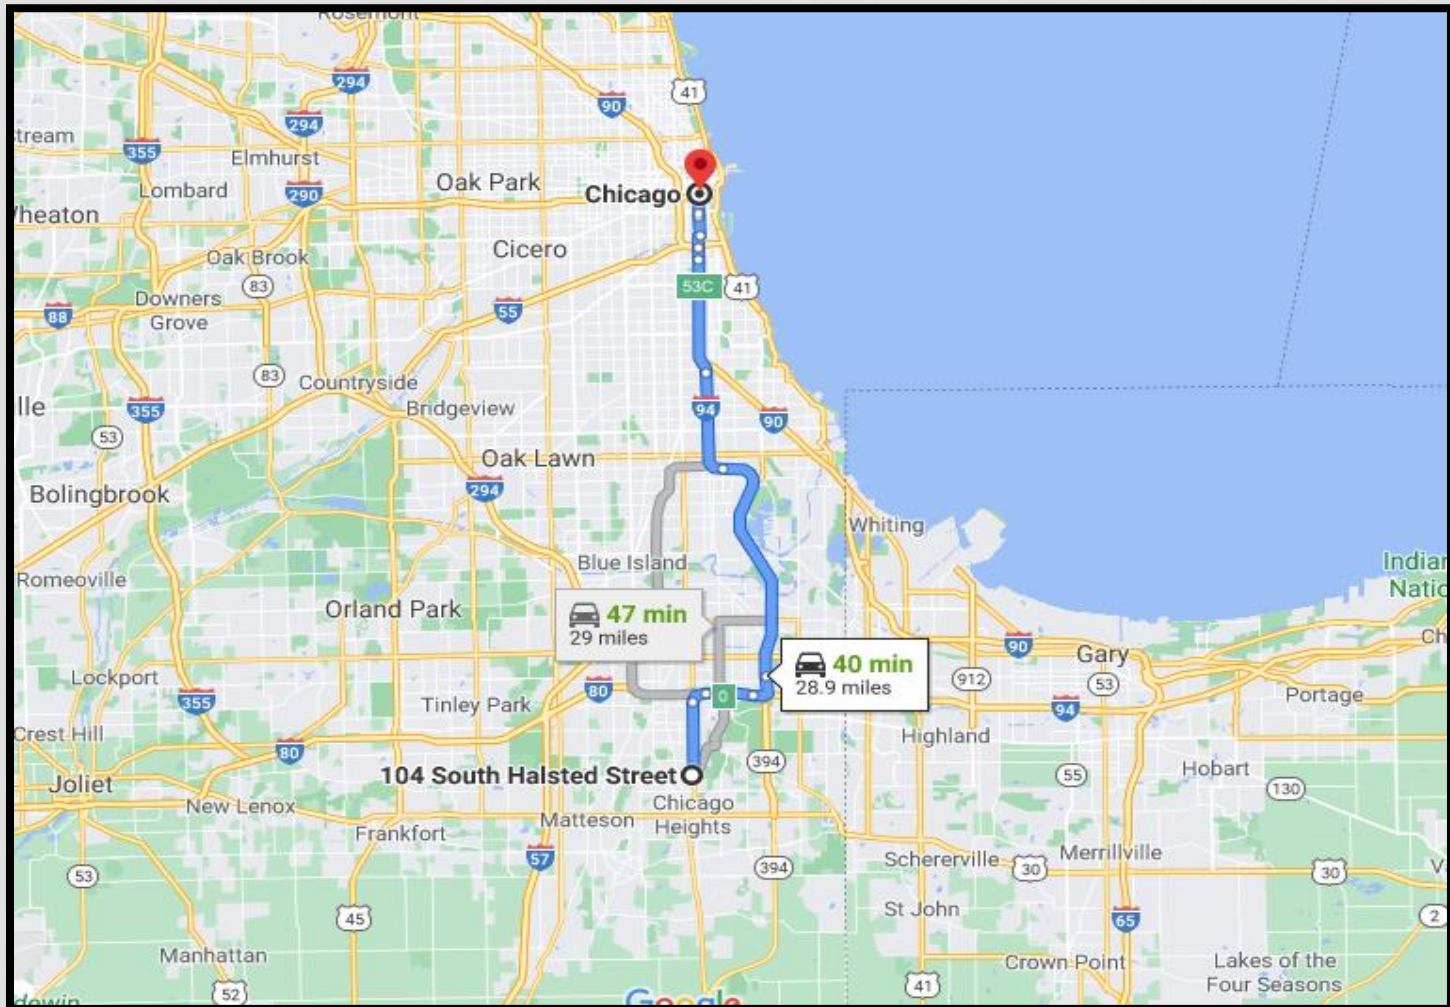 Rosemont
294
90
41
294
355
Elmhurst
Lombard
290
Oak Park
Chicago
Wheaton
Cicero
Oak Brook
83
53C
41
Downers
Grove
88
55
83
Countryside
355
Bridgeview
94
90
53
Oak Lawn
294
Bolingbrook
Whiting
Blue Island
Romeoville
Orland Park
47 min
29 miles
40 min
28.9 miles
90
Gary
912
53
Lockport
80
0
94
Portage
355
Tinley Park
Crest Hill
80
Highland
394
55
Hobart
130
Joliet
104 South Halsted Street
New Lenox
Chicago
Heights
Matteson
Frankfort
57
394
Schererville
30
Merrillville
30
53
45
St John
65
2
Manhattan
Crown Point
Lakes of the
Four Seasons
52
41
Google